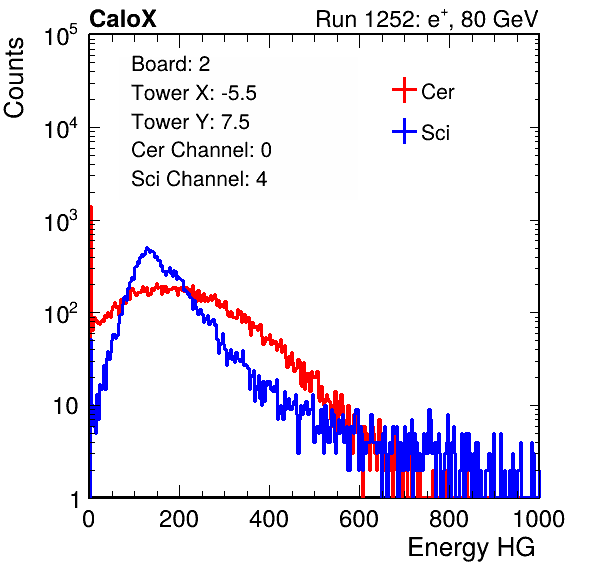 CaloX Run 1252: e⁺, 80 GeV
Counts
Board: 2
Tower X: -5.5
Tower Y: 7.5
Cer Channel: 0
Sci Channel: 4
Cer
Sci
10⁵
10⁴
10³
10²
10
1
0 200 400 600 800 1000
Energy HG